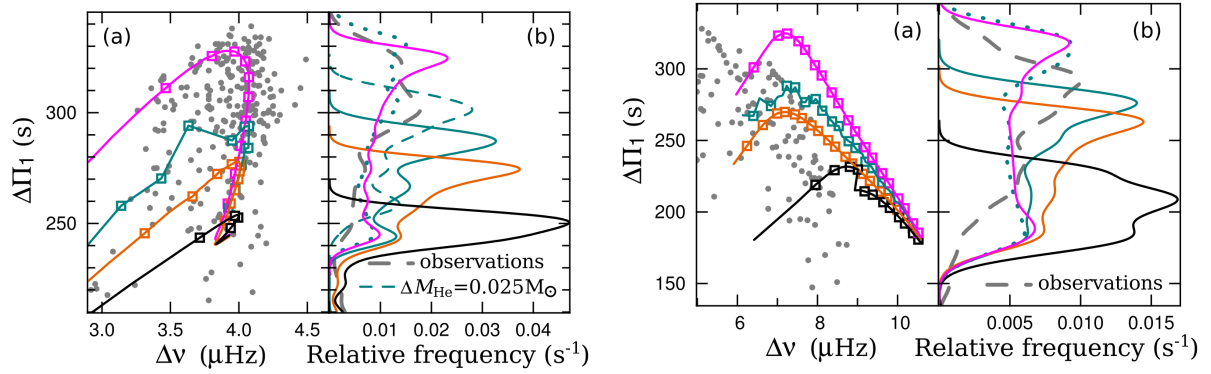 (a)
(b)
350
300
250
ΔΠ₁ (s)
3.0 3.5 4.0 4.5
0.01 0.02 0.03 0.04
Δν (μHz)
Relative frequency (s⁻¹)
observations
ΔM_He=0.025M⊙
(a)
(b)
300
250
200
150
ΔΠ₁ (s)
6 8 10
0.005 0.010 0.015
Δν (μHz)
Relative frequency (s⁻¹)
observations